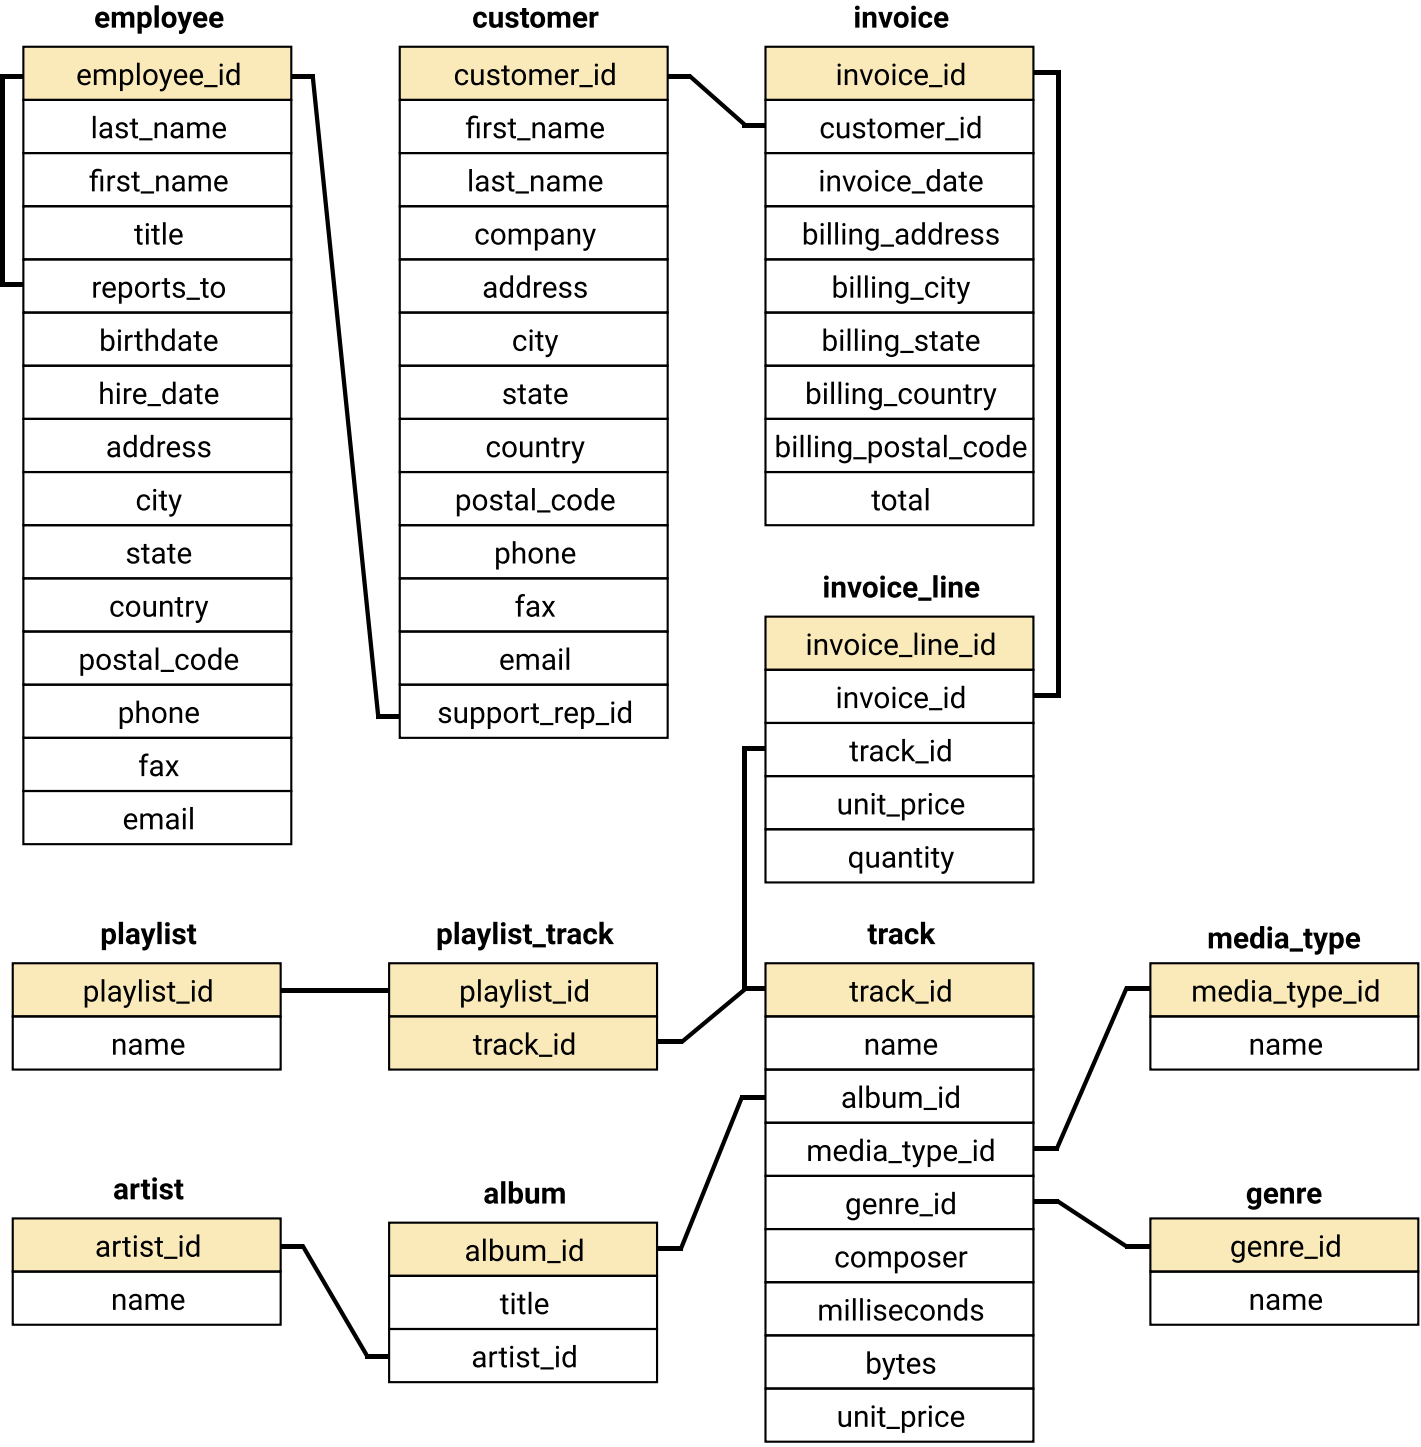 employee
employee_id
last_name
first_name
title
reports_to
birthdate
hire_date
address
city
state
country
postal_code
phone
fax
email
customer
customer_id
first_name
last_name
company
address
city
state
country
postal_code
phone
fax
email
support_rep_id
invoice
invoice_id
customer_id
invoice_date
billing_address
billing_city
billing_state
billing_country
billing_postal_code
total
invoice_line
invoice_line_id
invoice_id
track_id
unit_price
quantity
playlist
playlist_id
name
playlist_track
playlist_id
track_id
track
track_id
name
album_id
media_type_id
genre_id
composer
milliseconds
bytes
unit_price
media_type
media_type_id
name
artist
artist_id
name
album
album_id
title
artist_id
genre
genre_id
name